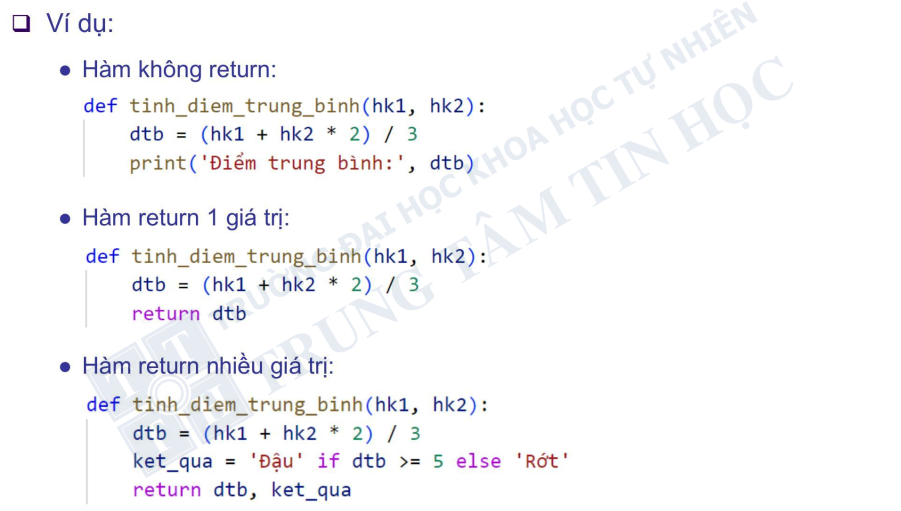 Ví dụ:
Hàm không return:
def tinh_diem_trung_binh(hk1, hk2):
dtb = (hk1 + hk2 * 2) / 3
print('Điểm trung bình:', dtb)
Hàm return 1 giá trị:
def tinh_diem_trung_binh(hk1, hk2):
dtb = (hk1 + hk2 * 2) / 3
return dtb
Hàm return nhiều giá trị:
def tinh_diem_trung_binh(hk1, hk2):
dtb = (hk1 + hk2 * 2) / 3
ket_qua = 'Đậu' if dtb >= 5 else 'Rớt'
return dtb, ket_qua
TRƯỜNG ĐẠI HỌC KHOA HỌC TỰ NHIÊN
TRUNG TÂM TIN HỌC